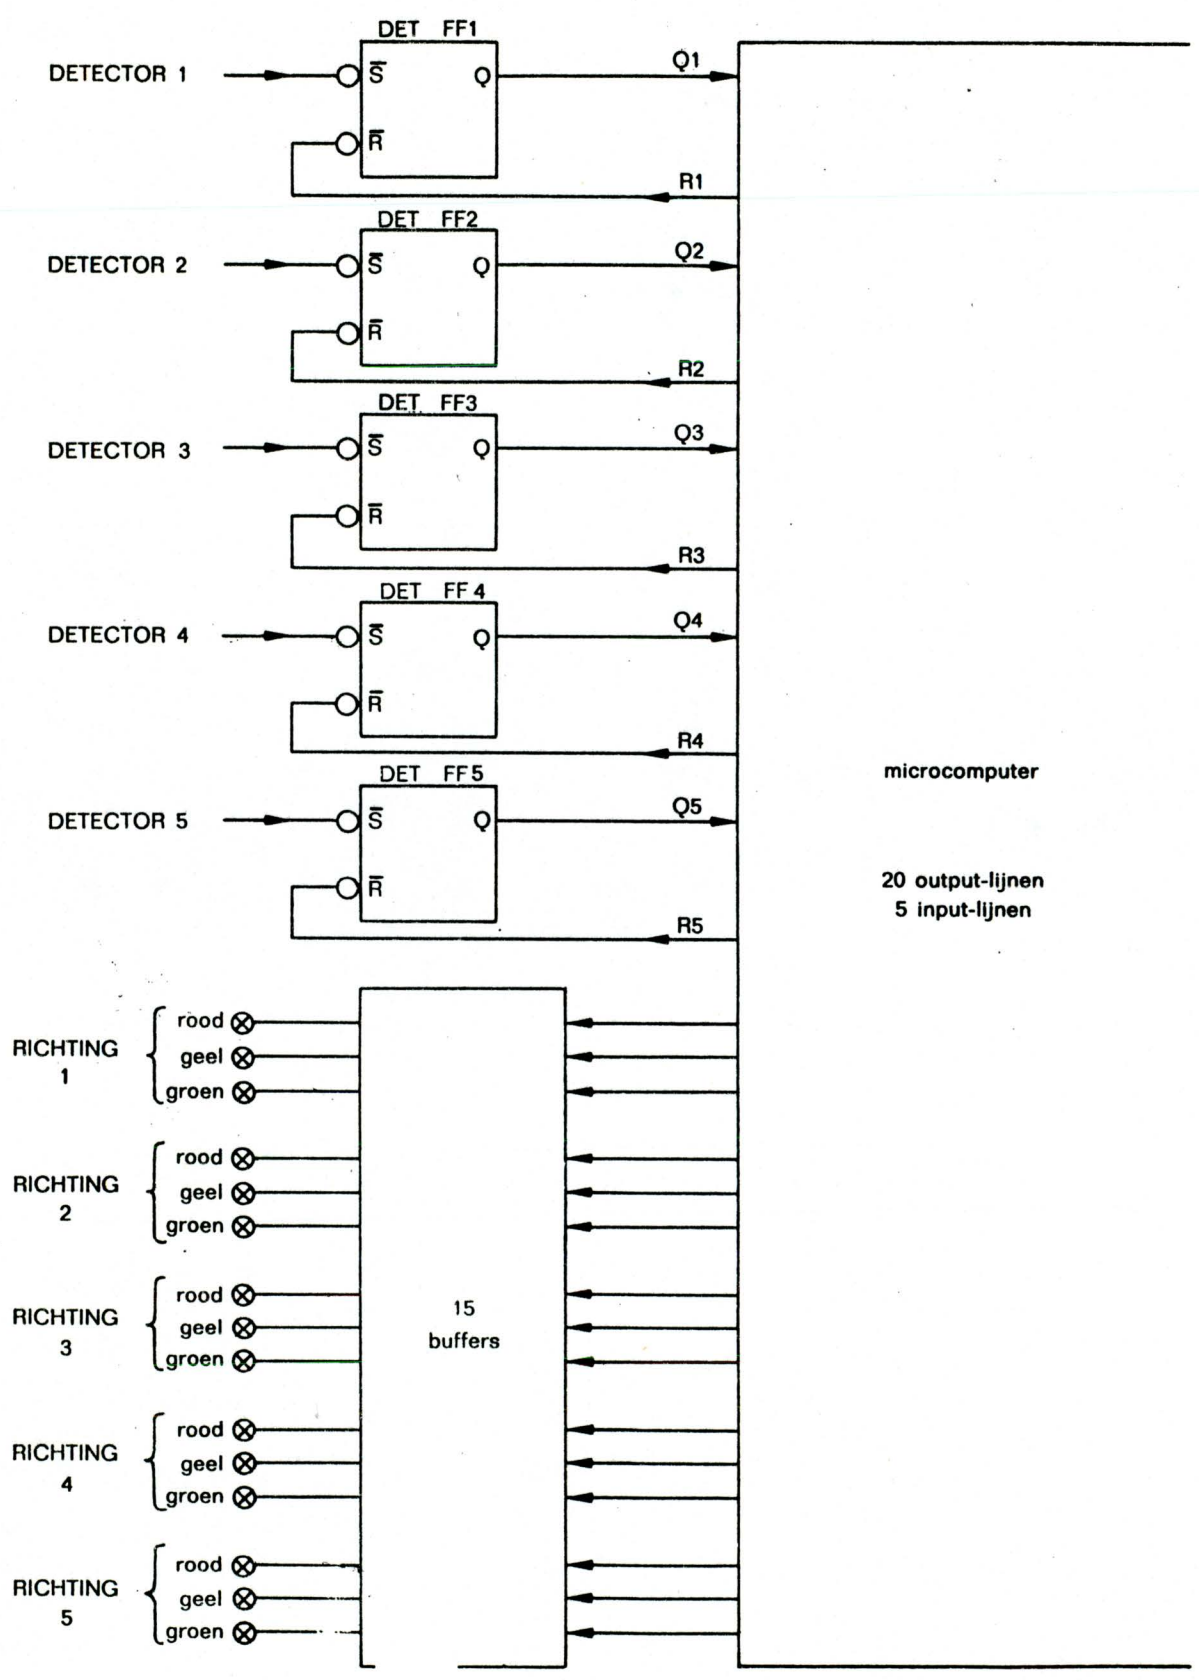 DET FF1
DETECTOR 1
S̅ Q
Q1
R̅
R1
DET FF2
DETECTOR 2
S̅ Q
Q2
R̅
R2
DET FF3
DETECTOR 3
S̅ Q
Q3
R̅
R3
DET FF4
DETECTOR 4
S̅ Q
Q4
R̅
R4
DET FF5
DETECTOR 5
S̅ Q
Q5
R̅
R5
microcomputer
20 output-lijnen
5 input-lijnen
RICHTING
1
rood
geel
groen
RICHTING
2
rood
geel
groen
RICHTING
3
rood
geel
groen
15
buffers
RICHTING
4
rood
geel
groen
RICHTING
5
rood
geel
groen